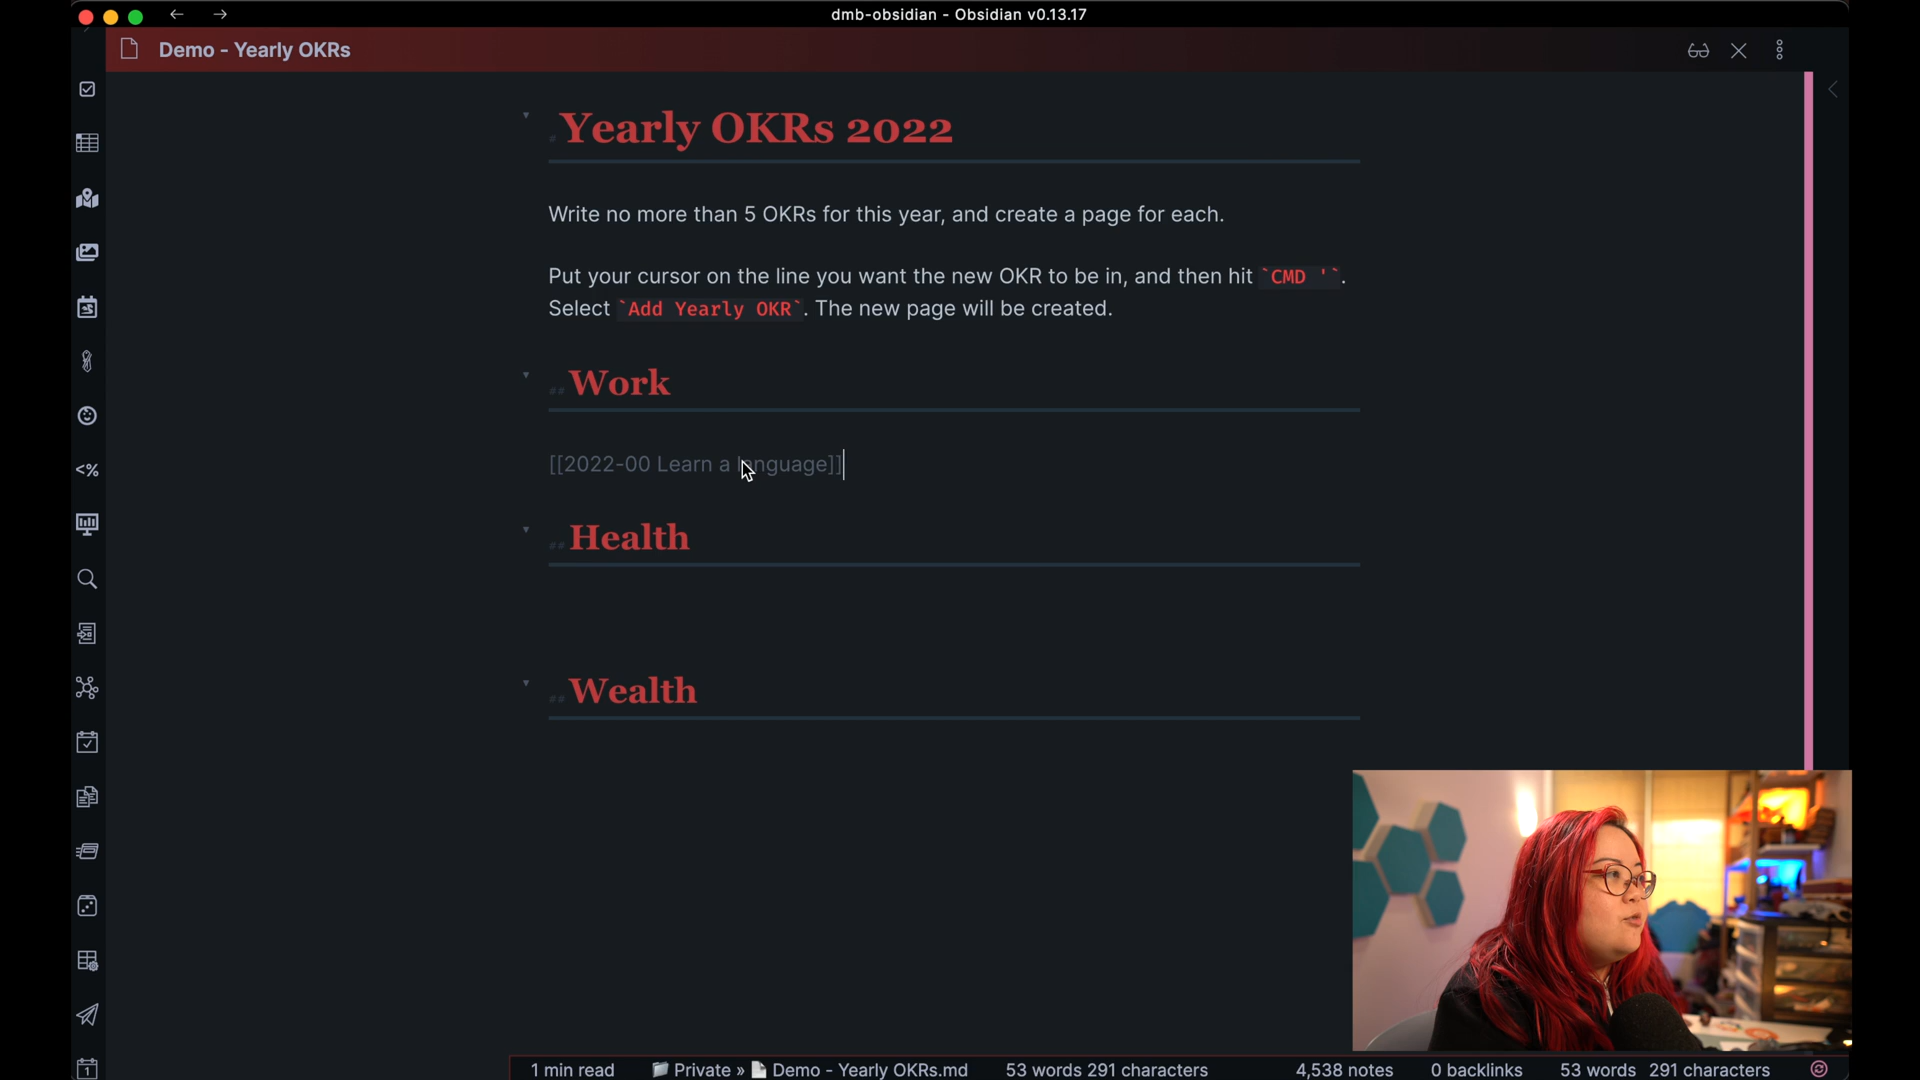 dmb-obsidian - Obsidian v0.13.17
Demo - Yearly OKRs
# Yearly OKRs 2022
Write no more than 5 OKRs for this year, and create a page for each.
Put your cursor on the line you want the new OKR to be in, and then hit `CMD '`.
Select `Add Yearly OKR`. The new page will be created.
## Work
[[2022-00 Learn a language]]
## Health
## Wealth
<%
1 min read
Private » Demo - Yearly OKRs.md
53 words 291 characters
4,538 notes
0 backlinks
53 words 291 characters
1